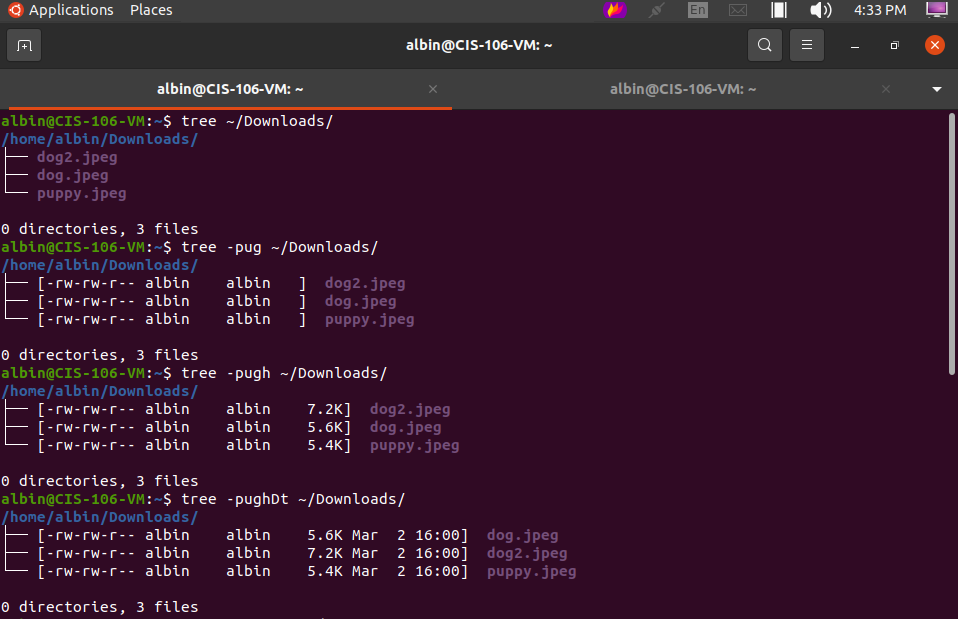 Applications Places En 4:33 PM
albin@CIS-106-VM: ~
albin@CIS-106-VM: ~ × albin@CIS-106-VM: ~ ×
albin@CIS-106-VM:~$ tree ~/Downloads/
/home/albin/Downloads/
├── dog2.jpeg
├── dog.jpeg
└── puppy.jpeg
0 directories, 3 files
albin@CIS-106-VM:~$ tree -pug ~/Downloads/
/home/albin/Downloads/
├── [-rw-rw-r-- albin    albin   ]  dog2.jpeg
├── [-rw-rw-r-- albin    albin   ]  dog.jpeg
└── [-rw-rw-r-- albin    albin   ]  puppy.jpeg
0 directories, 3 files
albin@CIS-106-VM:~$ tree -pugh ~/Downloads/
/home/albin/Downloads/
├── [-rw-rw-r-- albin    albin    7.2K]  dog2.jpeg
├── [-rw-rw-r-- albin    albin    5.6K]  dog.jpeg
└── [-rw-rw-r-- albin    albin    5.4K]  puppy.jpeg
0 directories, 3 files
albin@CIS-106-VM:~$ tree -pughDt ~/Downloads/
/home/albin/Downloads/
├── [-rw-rw-r-- albin    albin    5.6K Mar  2 16:00]  dog.jpeg
├── [-rw-rw-r-- albin    albin    7.2K Mar  2 16:00]  dog2.jpeg
└── [-rw-rw-r-- albin    albin    5.4K Mar  2 16:00]  puppy.jpeg
0 directories, 3 files